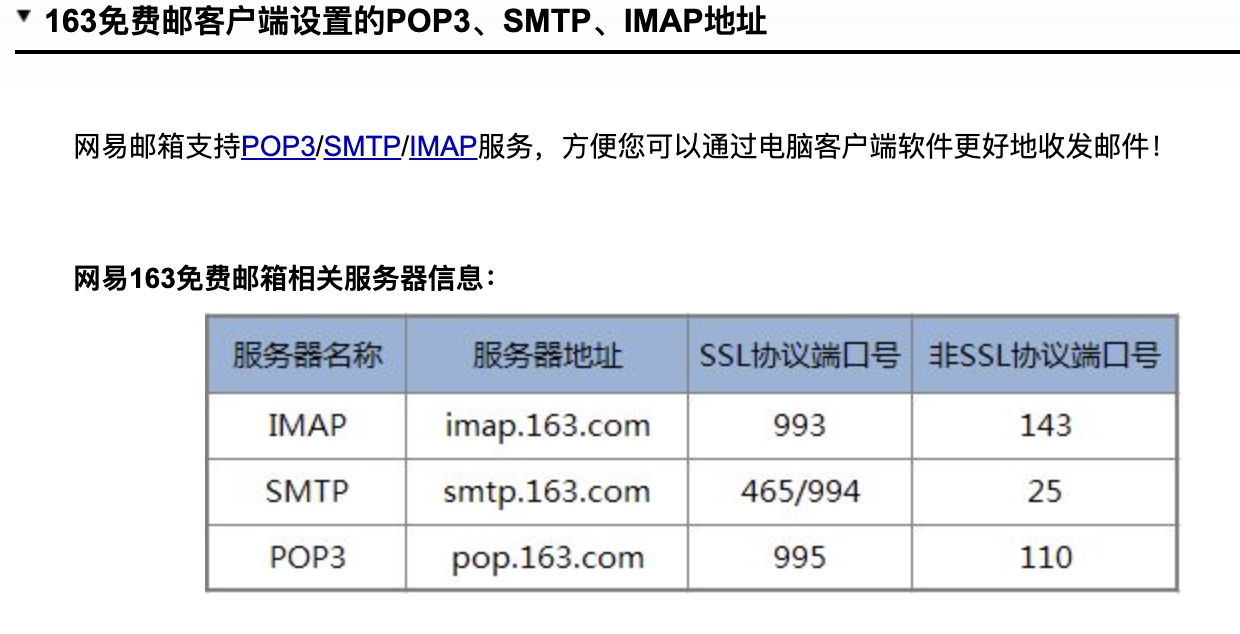 163免费邮客户端设置的POP3、SMTP、IMAP地址
网易邮箱支持POP3/SMTP/IMAP服务，方便您可以通过电脑客户端软件更好地收发邮件！
网易163免费邮箱相关服务器信息：
服务器名称 服务器地址 SSL协议端口号 非SSL协议端口号
IMAP imap.163.com 993 143
SMTP smtp.163.com 465/994 25
POP3 pop.163.com 995 110